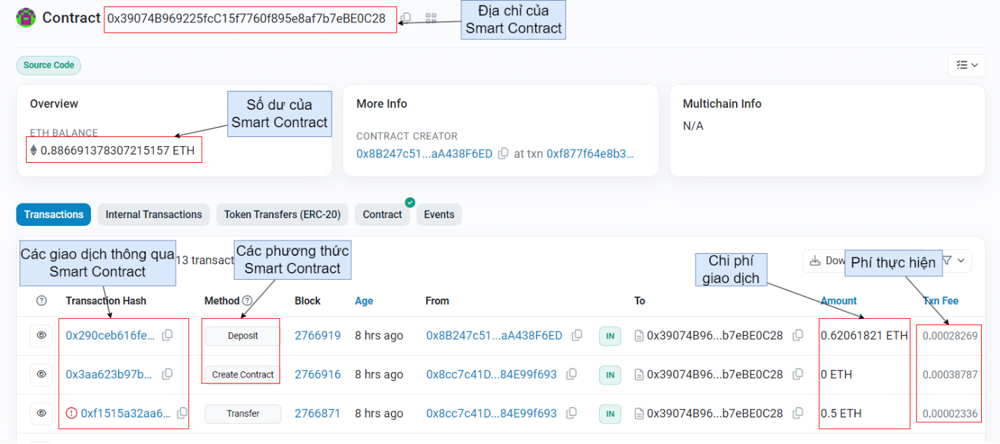 Contract 0x39074B969225fcC15f7760f895e8af7b7eBE0C28
Địa chỉ của
Smart Contract
Source Code
Overview
ETH BALANCE
0.886691378307215157 ETH
Số dư của
Smart Contract
More Info
CONTRACT CREATOR
0x8B247c51...aA438F6ED at txn 0xf877f64e8b3...
Multichain Info
N/A
Transactions Internal Transactions Token Transfers (ERC-20) Contract Events
Các giao dịch thông qua
Smart Contract
13 transact
Các phương thức
Smart Contract
Chi phí
giao dịch
Dow
Phí thực hiện
Transaction Hash Method Block Age From To Amount Txn Fee
0x290ceb616fe... Deposit 2766919 8 hrs ago 0x8B247c51...aA438F6ED IN 0x39074B96...b7eBE0C28 0.62061821 ETH 0.00028269
0x3aa623b97b... Create Contract 2766916 8 hrs ago 0x8cc7c41D...84E99f693 IN 0x39074B96...b7eBE0C28 0 ETH 0.00038787
0xf1515a32aa6... Transfer 2766871 8 hrs ago 0x8cc7c41D...84E99f693 IN 0x39074B96...b7eBE0C28 0.5 ETH 0.00002336